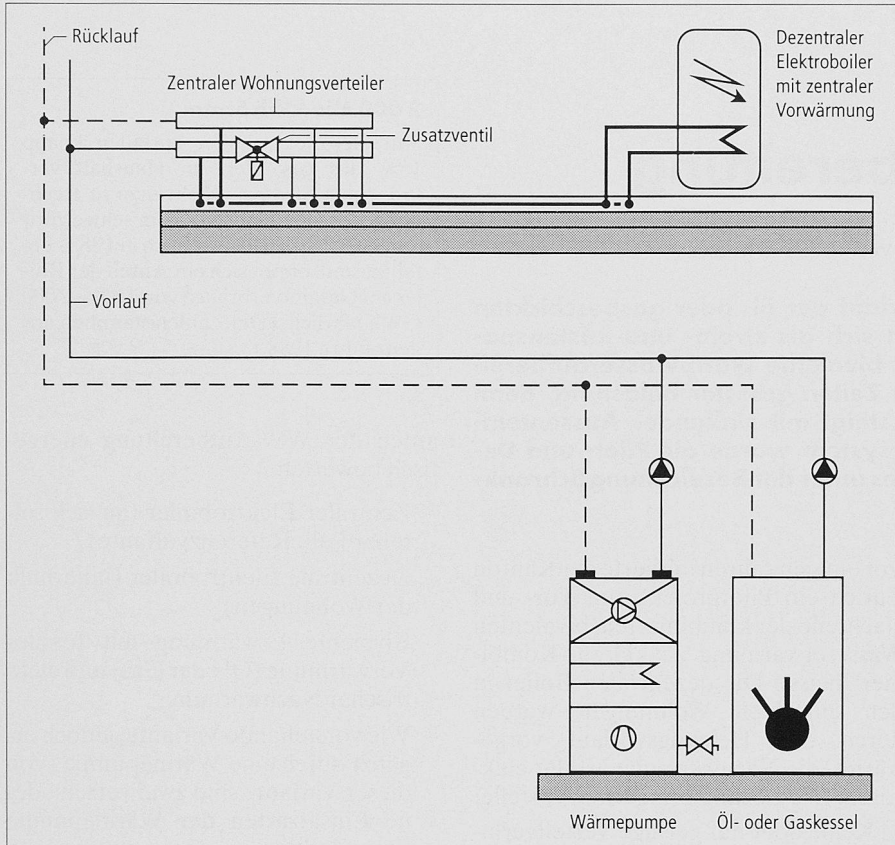 Rücklauf
Zentraler Wohnungsverteiler
Zusatzventil
Dezentraler
Elektroboiler
mit zentraler
Vorwärmung
Vorlauf
Wärmepumpe
Öl- oder Gaskessel